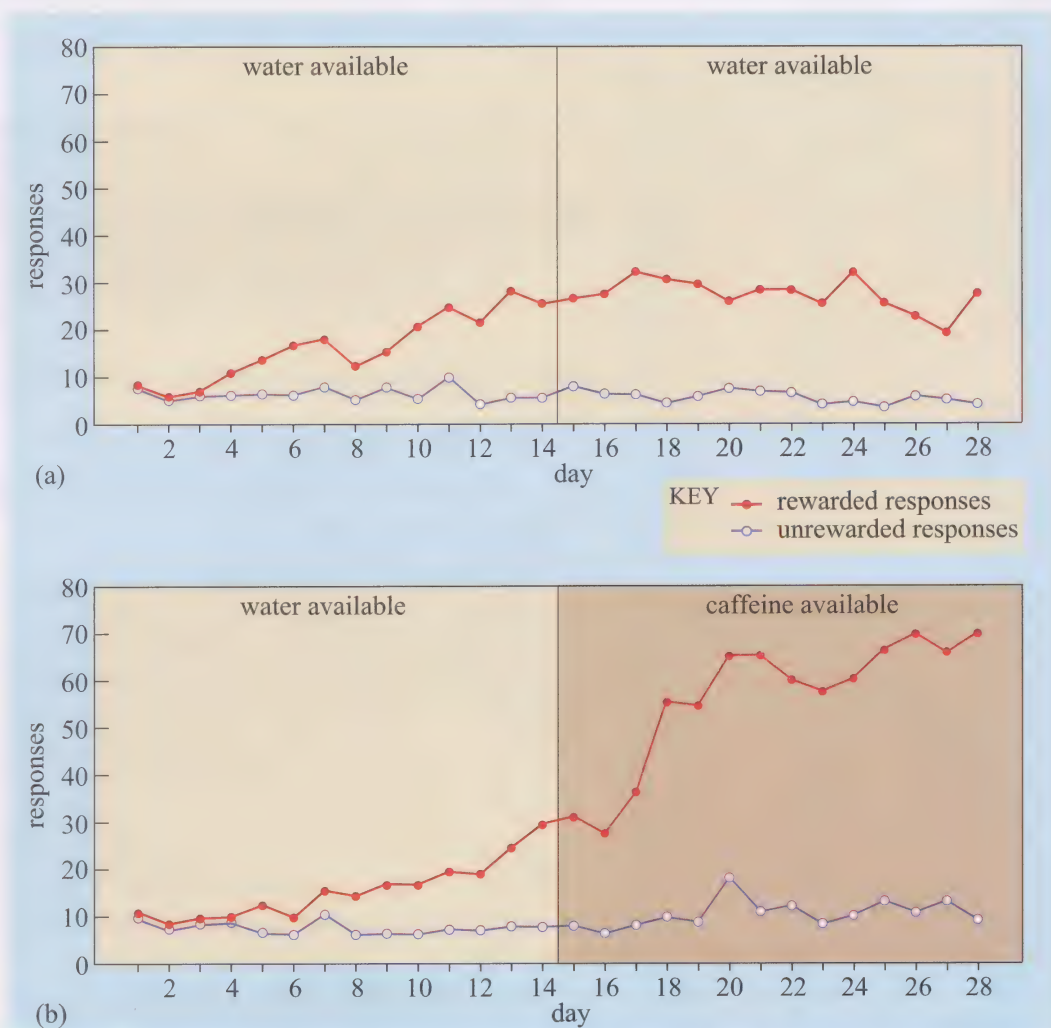 80
70
60
50
40
30
20
10
0
responses
water available
water available
2 4 6 8 10 12 14 16 18 20 22 24 26 28
day
(a)
KEY
rewarded responses
unrewarded responses
80
70
60
50
40
30
20
10
0
responses
water available
caffeine available
2 4 6 8 10 12 14 16 18 20 22 24 26 28
day
(b)